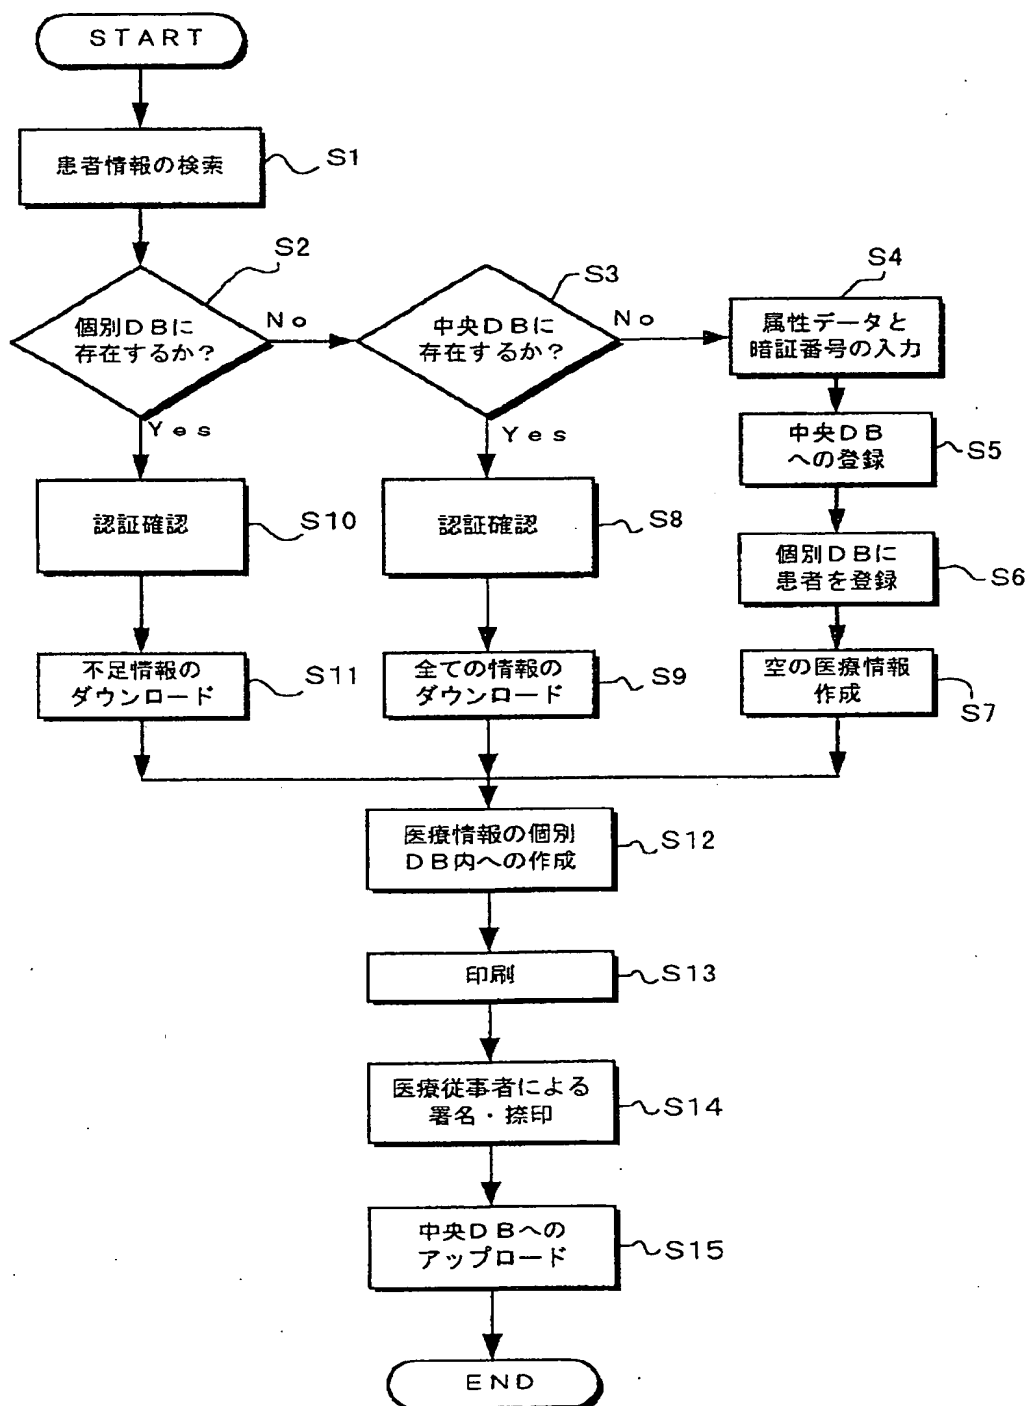 START
患者情報の検索
S1
S2
個別DBに
存在するか?
No
Yes
S3
中央DBに
存在するか?
No
Yes
S4
属性データと
暗証番号の入力
中央DB
への登録
S5
個別DBに
患者を登録
S6
空の医療情報
作成
S7
認証確認
S10
認証確認
S8
不足情報の
ダウンロード
S11
全ての情報の
ダウンロード
S9
医療情報の個別
DB内への作成
S12
印刷
S13
医療従事者による
署名・捺印
S14
中央DBへの
アップロード
S15
END